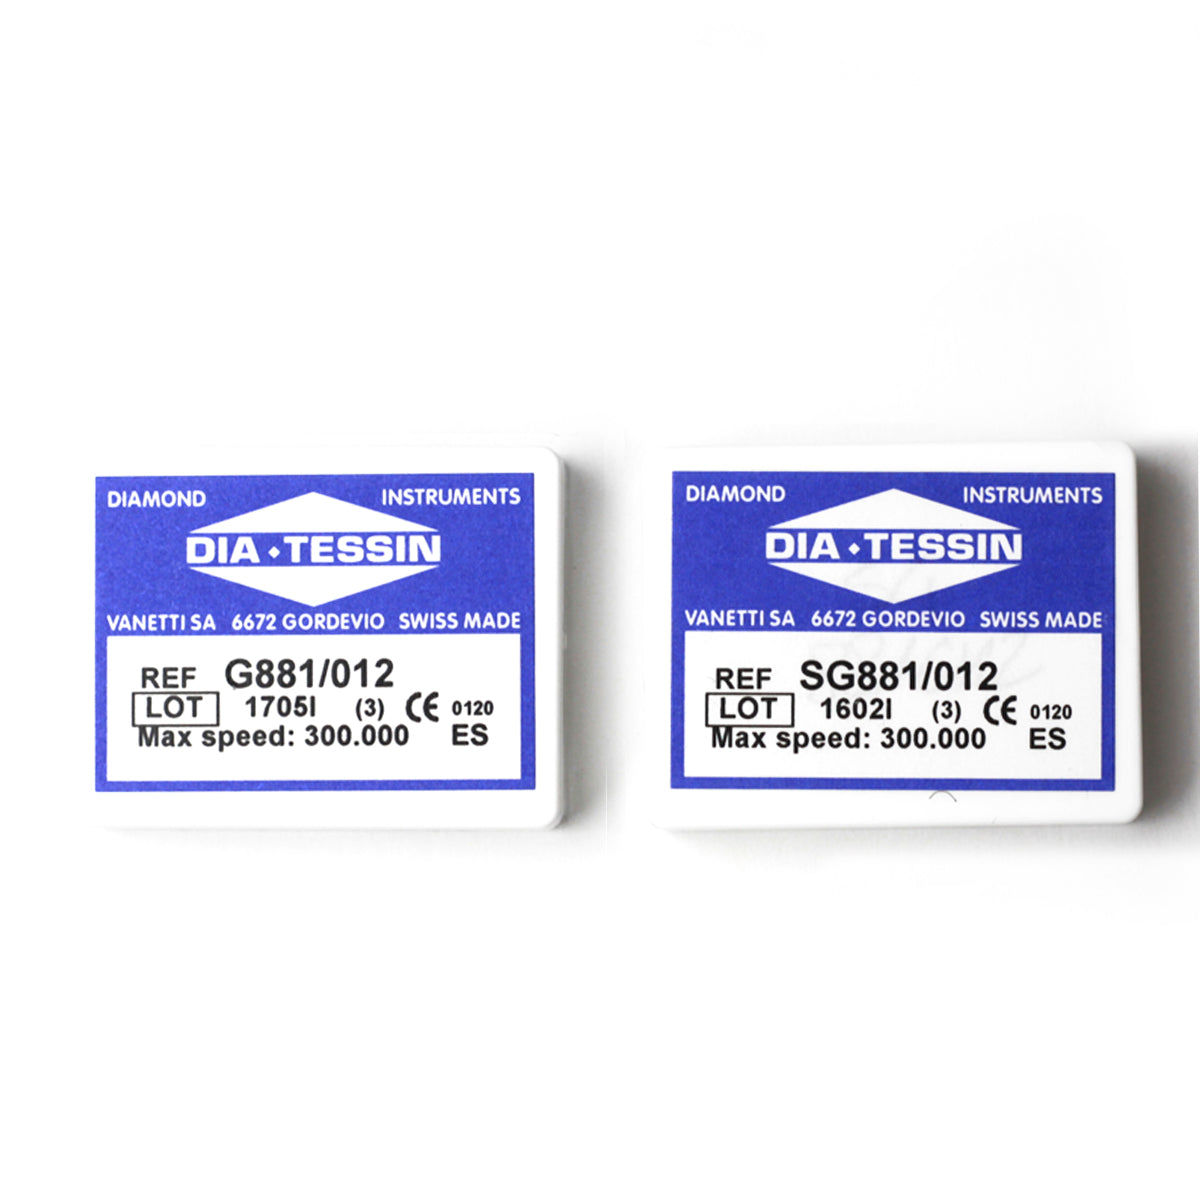 DIAMOND INSTRUMENTS
DIA TESSIN
VANETTI SA 6672 GORDEVIO SWISS MADE
REF G881/012
LOT 1705I (3) CE 0120
Max speed: 300.000 ES
DIAMOND INSTRUMENTS
DIA TESSIN
VANETTI SA 6672 GORDEVIO SWISS MADE
REF SG881/012
LOT 1602I (3) CE 0120
Max speed: 300.000 ES